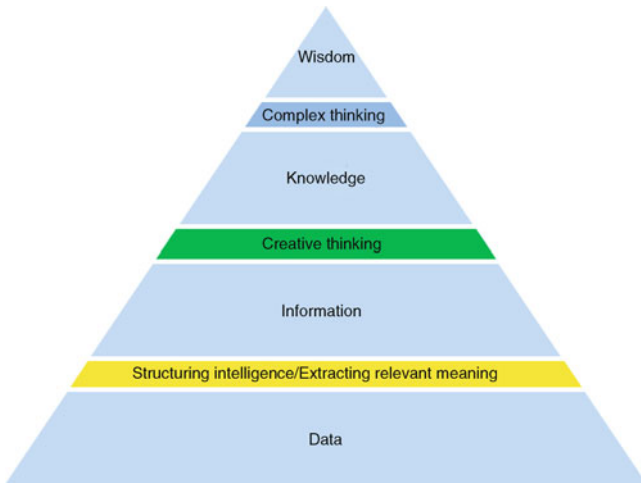 Wisdom
Complex thinking
Knowledge
Creative thinking
Information
Structuring intelligence/Extracting relevant meaning
Data